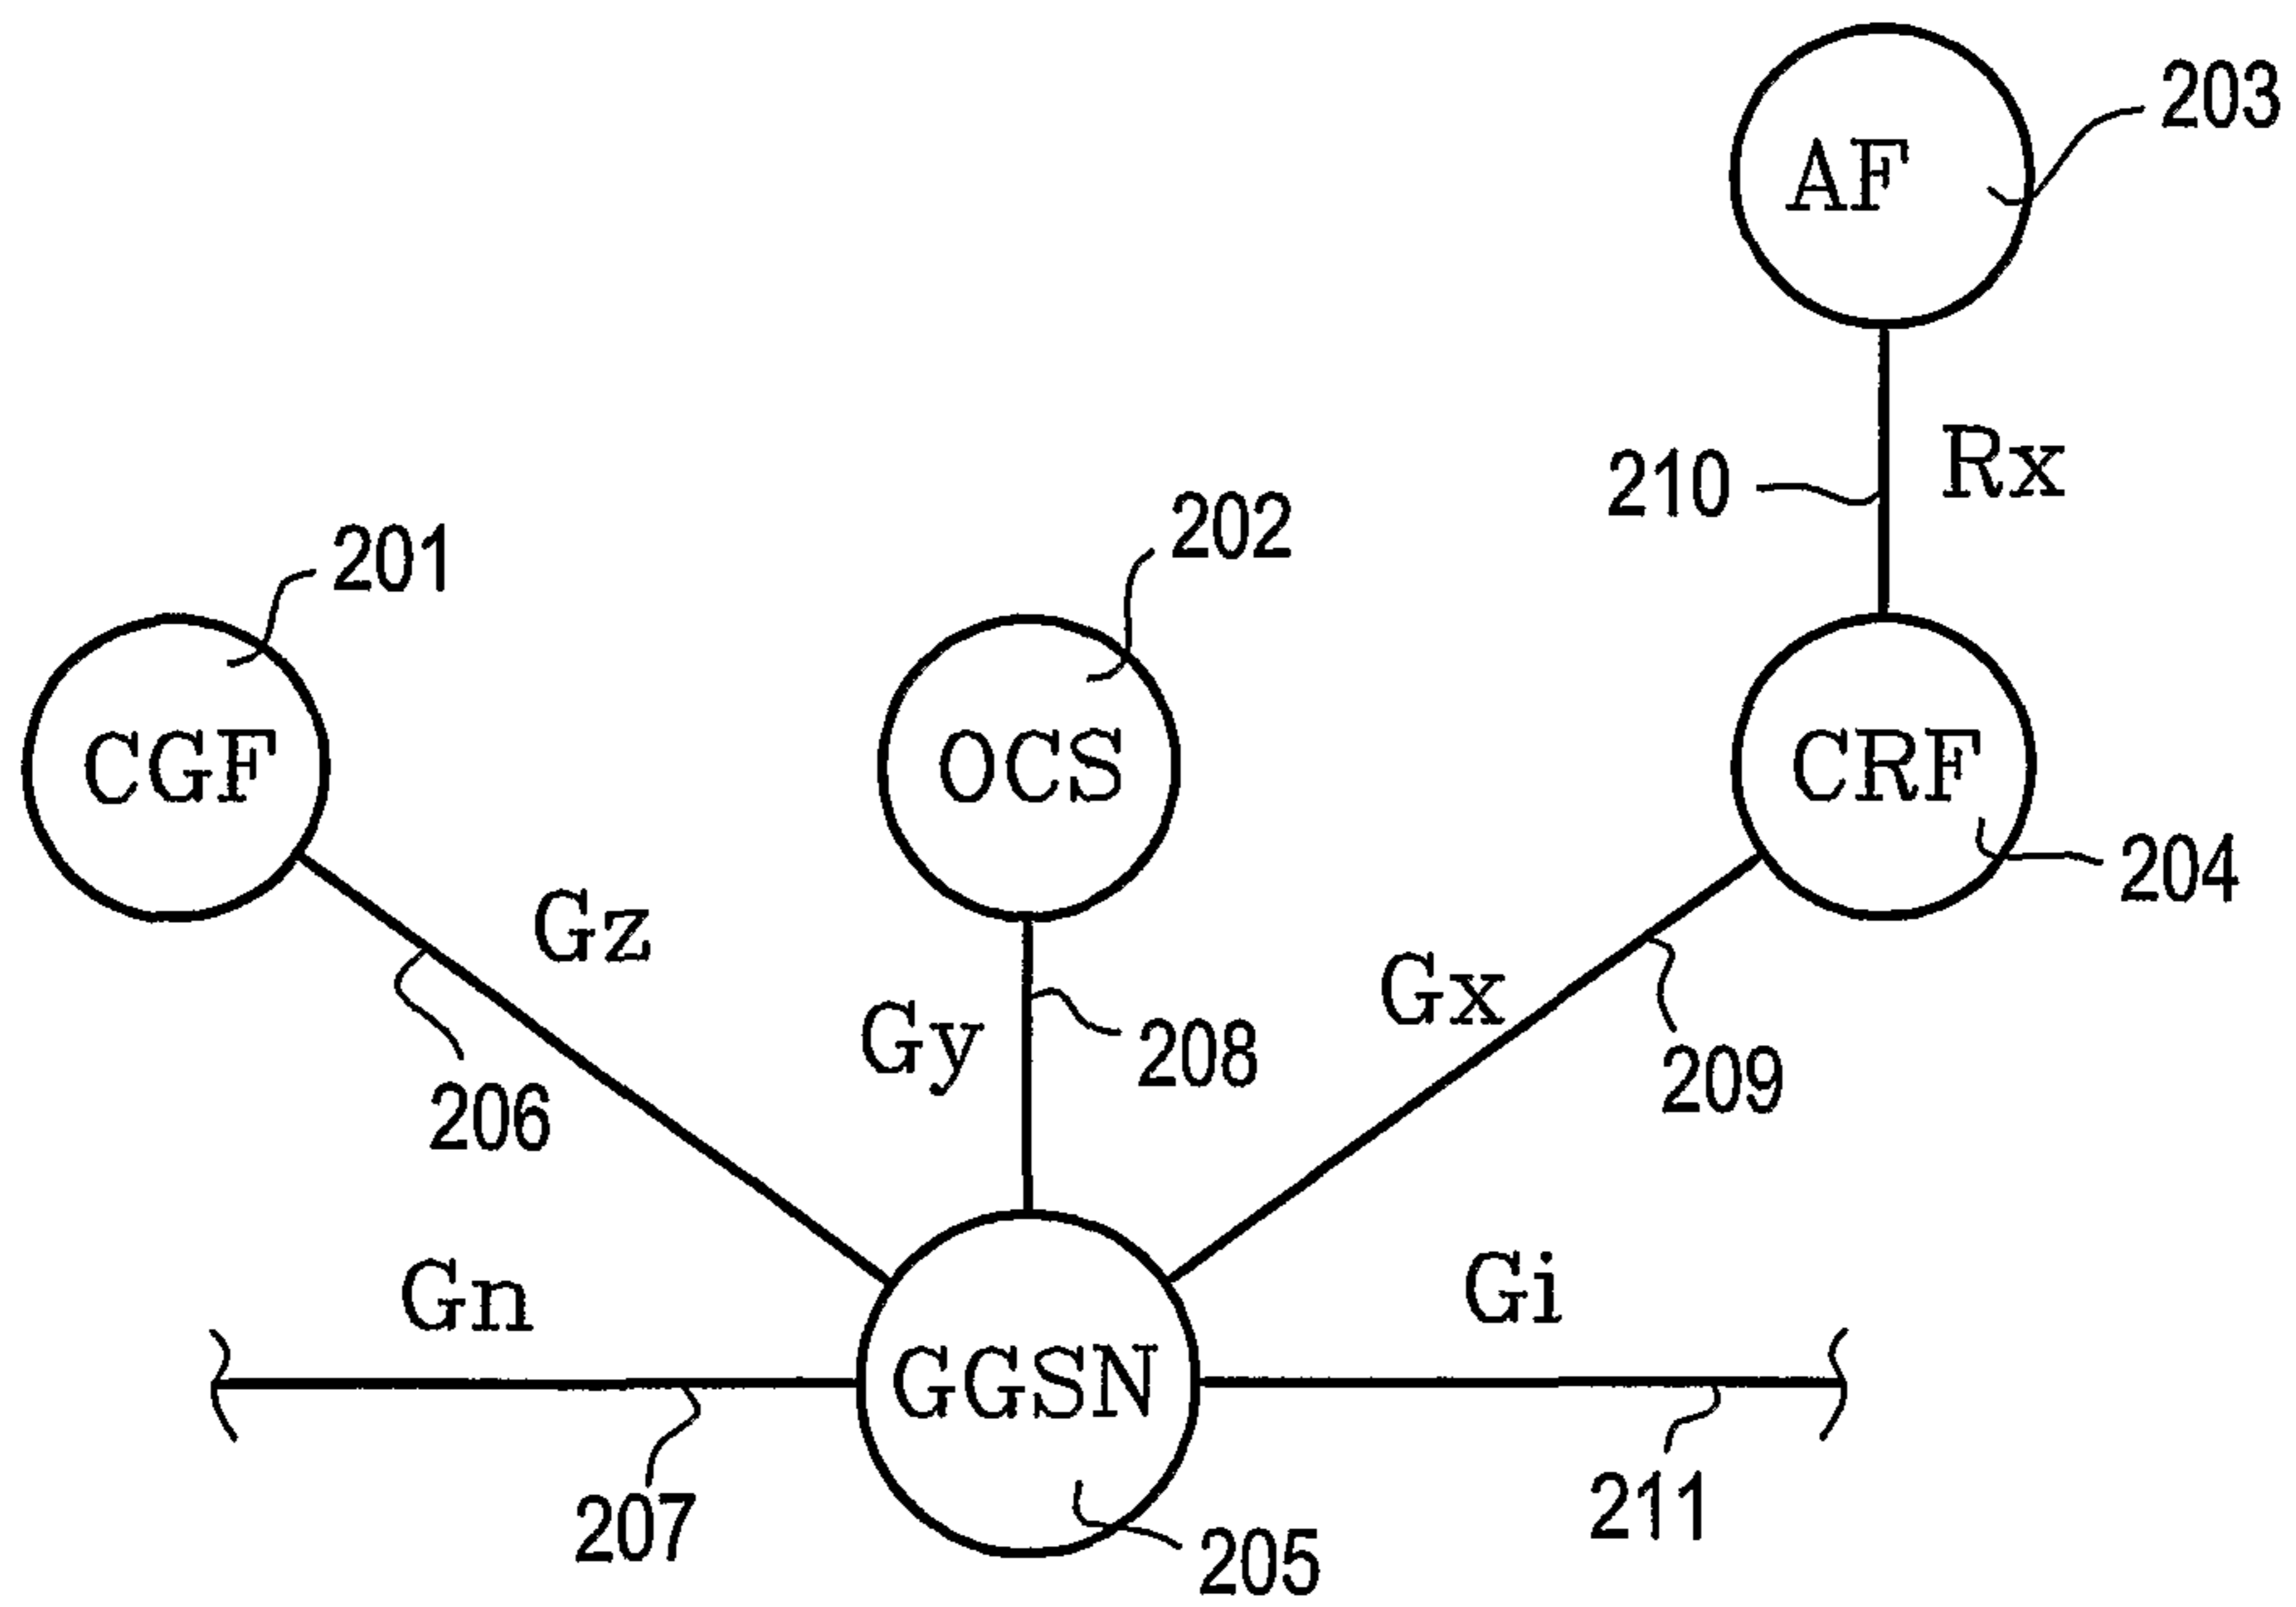 203
AF
210
Rx
202
201
CGF
OCS
CRF
204
Gz
Gx
Gy
208
209
206
Gn
Gi
GGSN
207
211
205